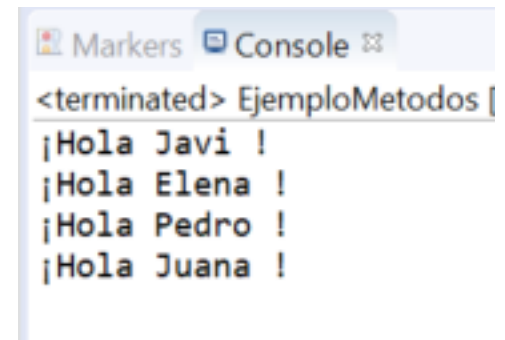 Markers Console
<terminated> EjemploMetodos [
¡Hola Javi !
¡Hola Elena !
¡Hola Pedro !
¡Hola Juana !